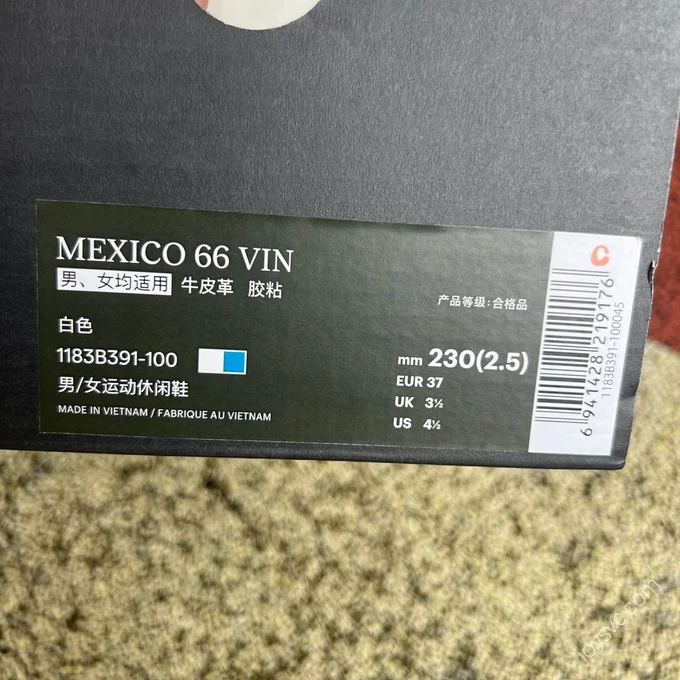 MEXICO 66 VIN
男、女均适用 牛皮革 胶粘
产品等级:合格品
白色
1183B391-100
男/女运动休闲鞋
MADE IN VIETNAM / FABRIQUE AU VIETNAM
mm 230(2.5)
EUR 37
UK 3½
US 4½
C
6 941428 219176
1183B391-100045
joysvc.com